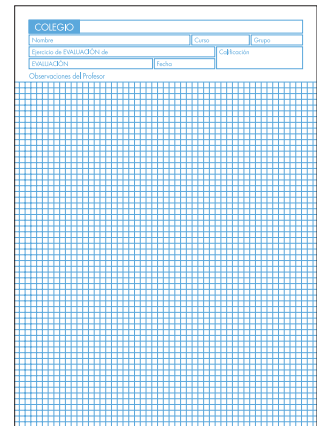 COLEGIO
Nombre Curso Grupo
Ejercicio de EVALUACIÓN de Calificación
EVALUACIÓN Fecha
Observaciones del Profesor